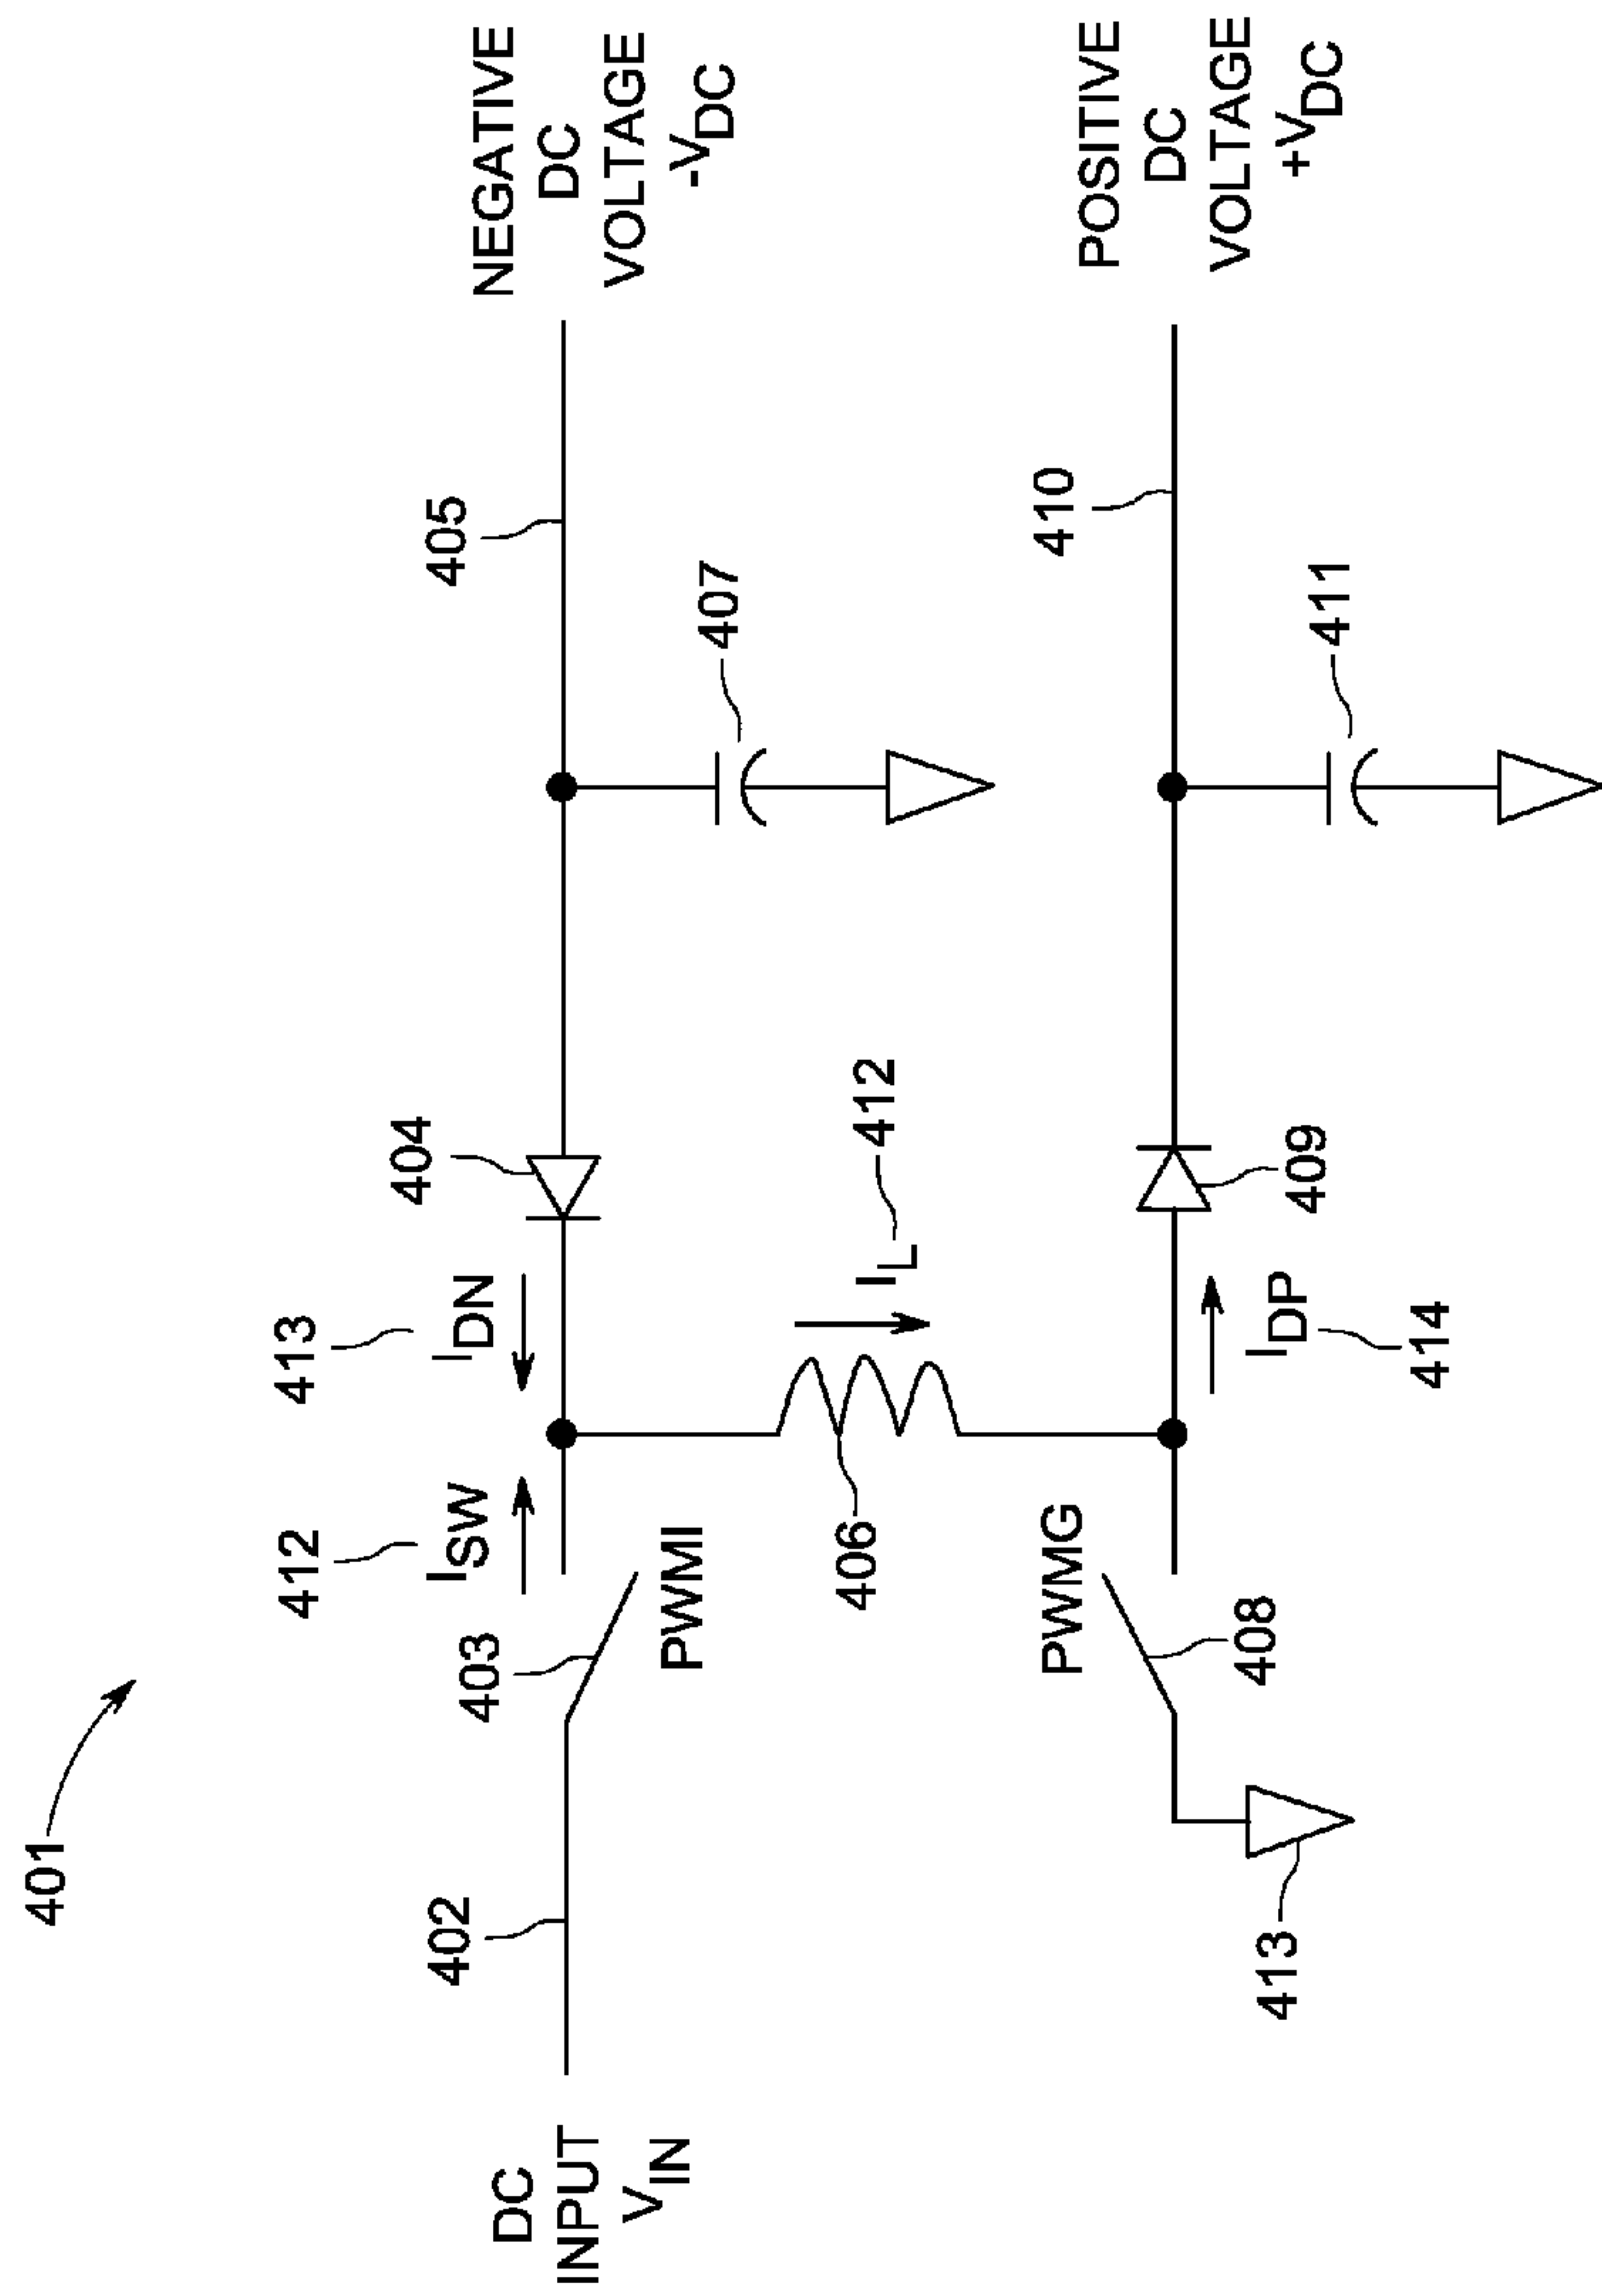 401
DC
INPUT
V_IN
402
403
PWMI
412
I_SW
413
I_DN
404
405
NEGATIVE
DC
VOLTAGE
-V_DC
407
406
I_L
412
PWMG
408
413
I_DP
414
409
410
411
POSITIVE
DC
VOLTAGE
+V_DC